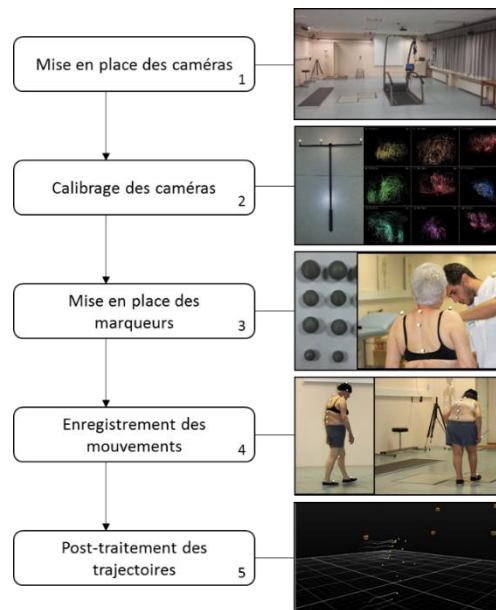 Mise en place des caméras
1
Calibrage des caméras
2
Mise en place des
marqueurs
3
Enregistrement des
mouvements
4
Post-traitement des
trajectoires
5